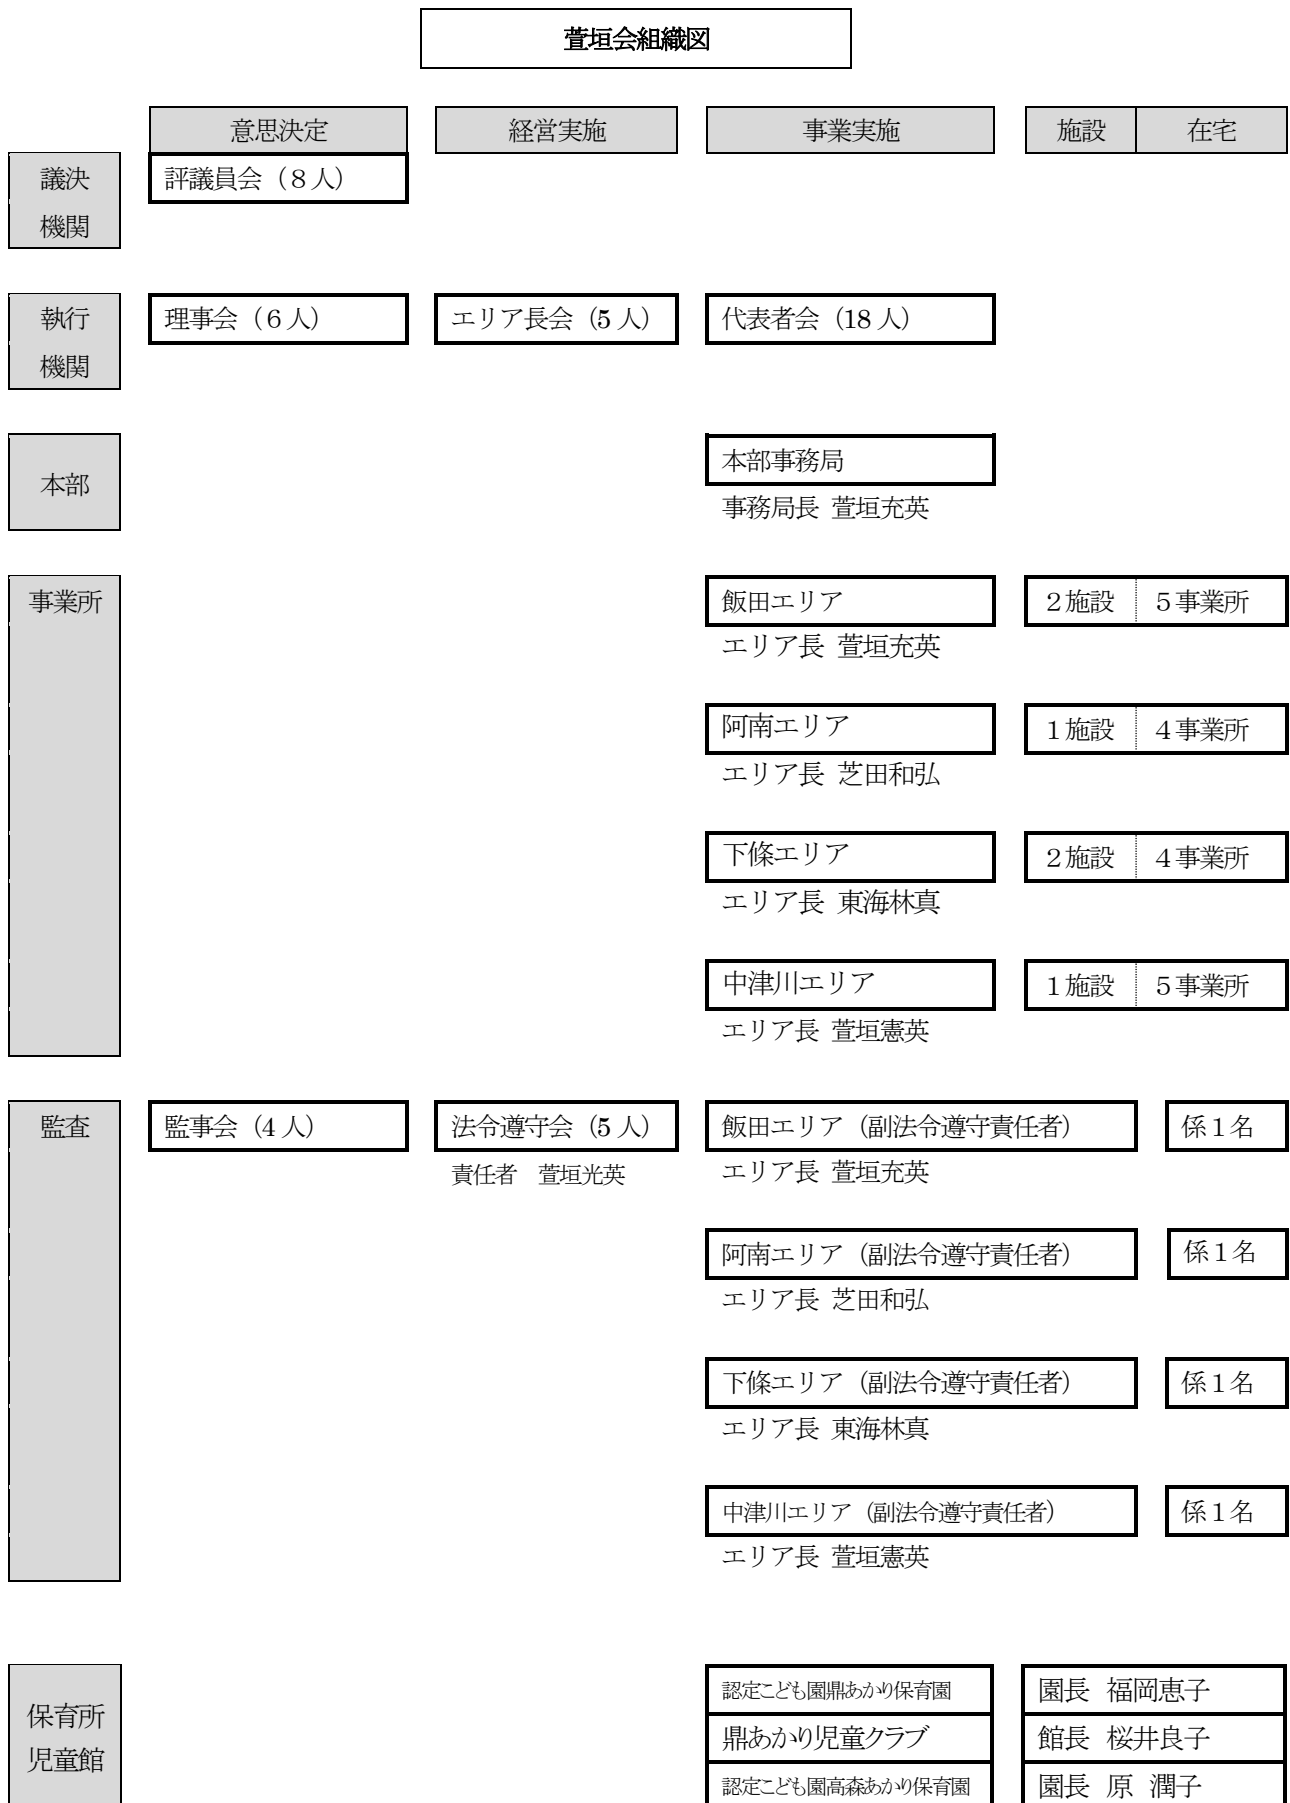 萱垣会組織図
意思決定 経営実施 事業実施 施設 在宅
議決
機関
評議員会（８人）
執行
機関
理事会（６人） エリア長会（5人） 代表者会（18人）
本部
本部事務局
事務局長 萱垣充英
事業所
飯田エリア ２施設 ５事業所
エリア長 萱垣充英
阿南エリア １施設 ４事業所
エリア長 芝田和弘
下條エリア ２施設 ４事業所
エリア長 東海林真
中津川エリア １施設 ５事業所
エリア長 萱垣憲英
監査 監事会（4人） 法令遵守会（5人） 飯田エリア（副法令遵守責任者） 係１名
責任者　萱垣光英 エリア長 萱垣充英
阿南エリア（副法令遵守責任者） 係１名
エリア長 芝田和弘
下條エリア（副法令遵守責任者） 係１名
エリア長 東海林真
中津川エリア（副法令遵守責任者） 係１名
エリア長 萱垣憲英
保育所
児童館
認定こども園鼎あかり保育園 園長 福岡恵子
鼎あかり児童クラブ 館長 桜井良子
認定こども園高森あかり保育園 園長 原 潤子